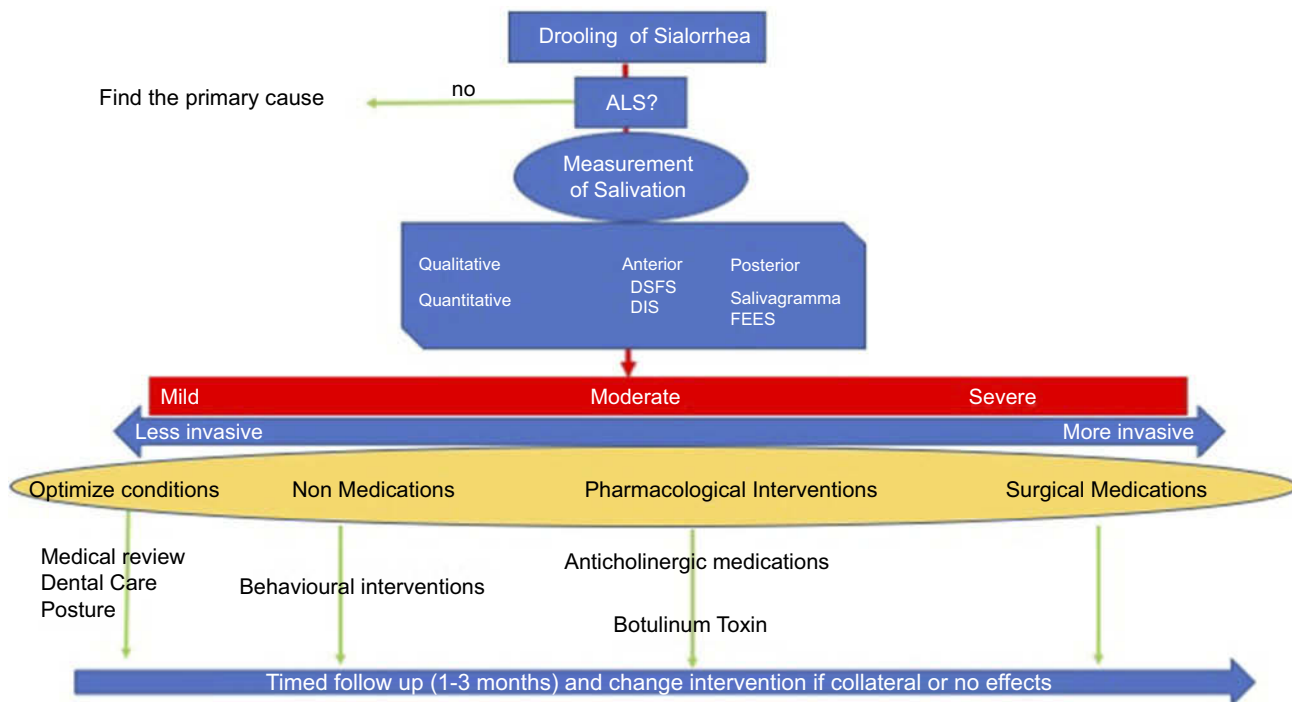 Drooling of Sialorrhea
ALS?
no
Find the primary cause
Measurement
of Salivation
Qualitative
Anterior
Posterior
Quantitative
DSFS
DIS
Salivagramma
FEES
Mild
Moderate
Severe
Less invasive
More invasive
Optimize conditions
Non Medications
Pharmacological Interventions
Surgical Medications
Medical review
Dental Care
Posture
Behavioural interventions
Anticholinergic medications
Botulinum Toxin
Timed follow up (1-3 months) and change intervention if collateral or no effects